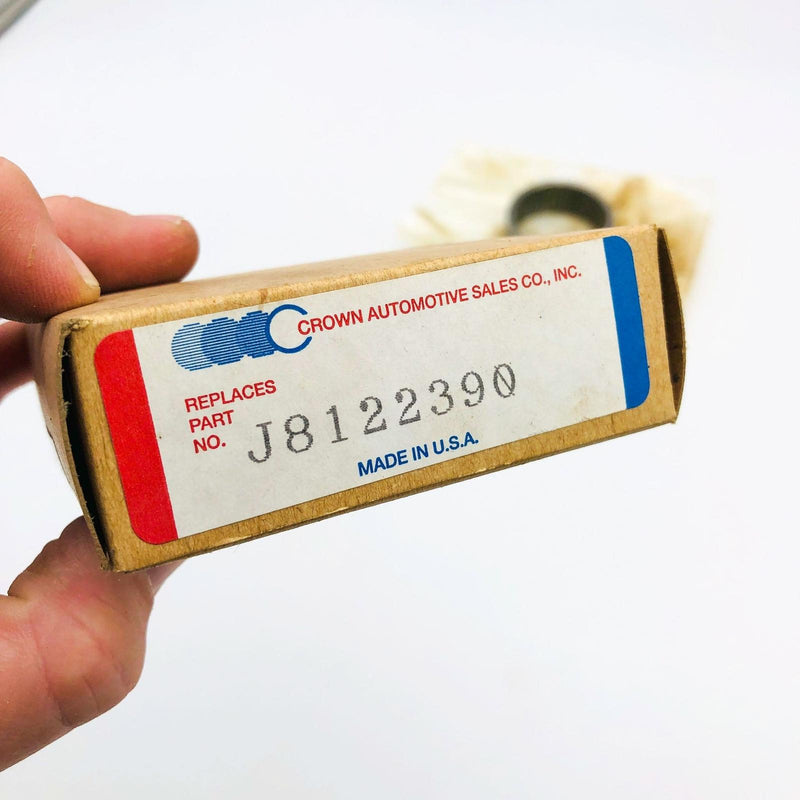 CROWN AUTOMOTIVE SALES CO., INC.
REPLACES
PART
NO. J8122390
MADE IN U.S.A.